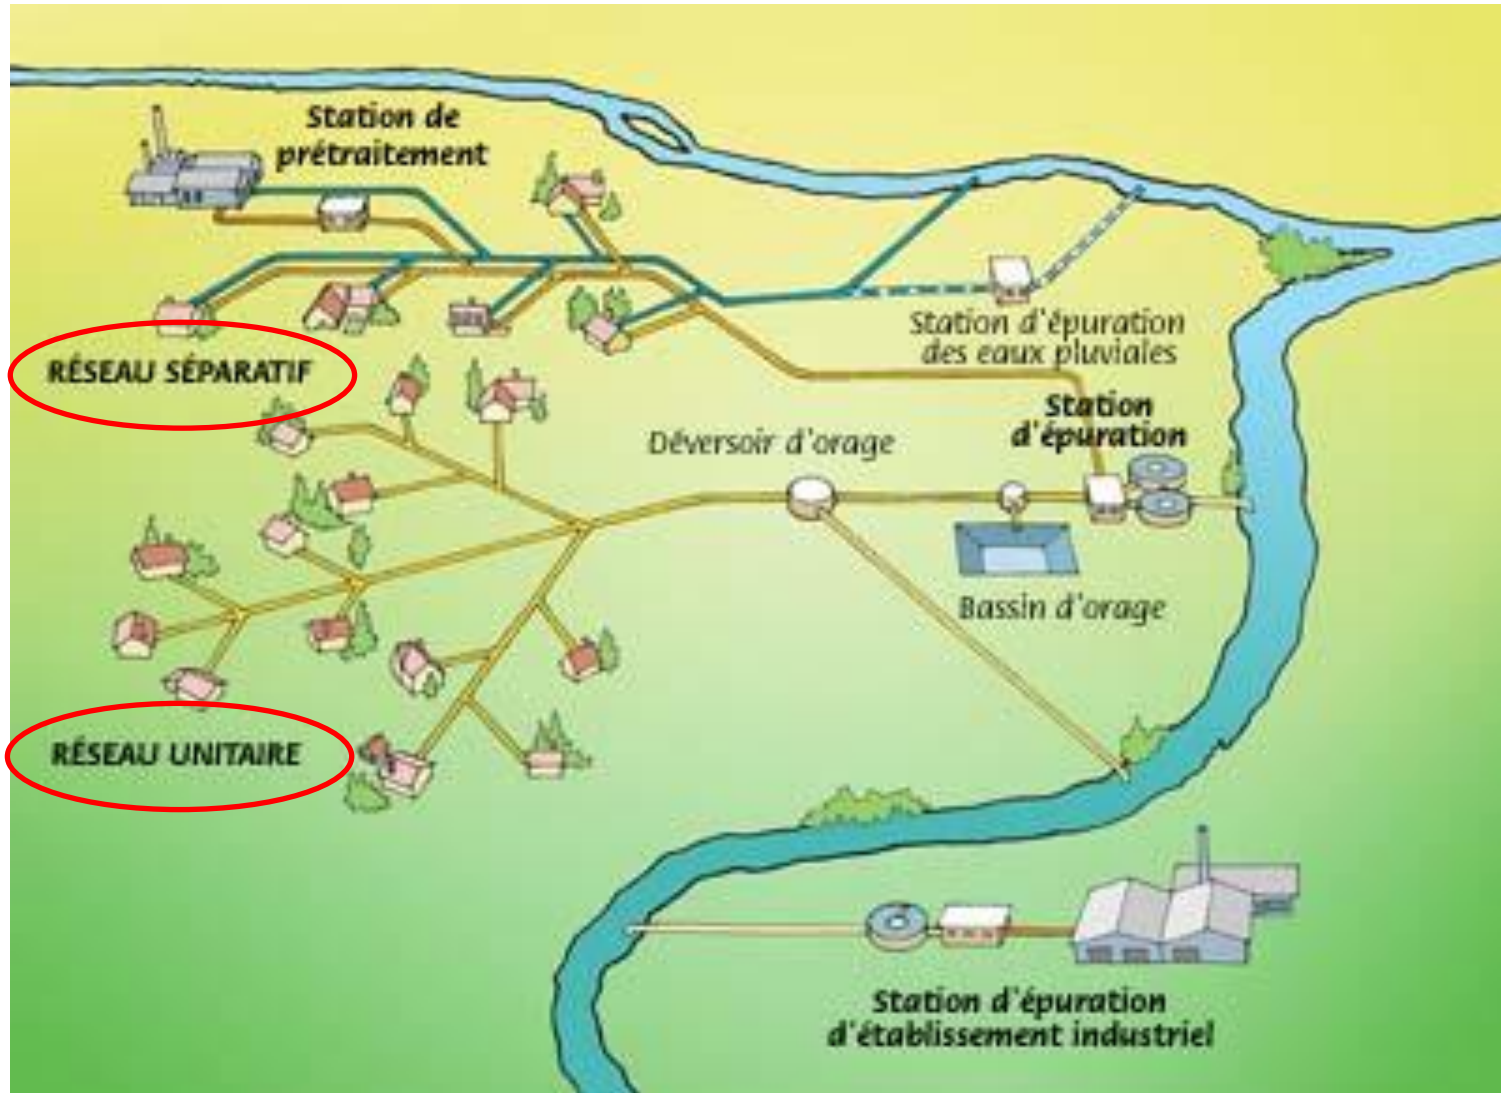 Station de
prétraitement
Station d'épuration
des eaux pluviales
RÉSEAU SÉPARATIF
Station
d'épuration
Déversoir d'orage
Bassin d'orage
RÉSEAU UNITAIRE
Station d'épuration
d'établissement industriel